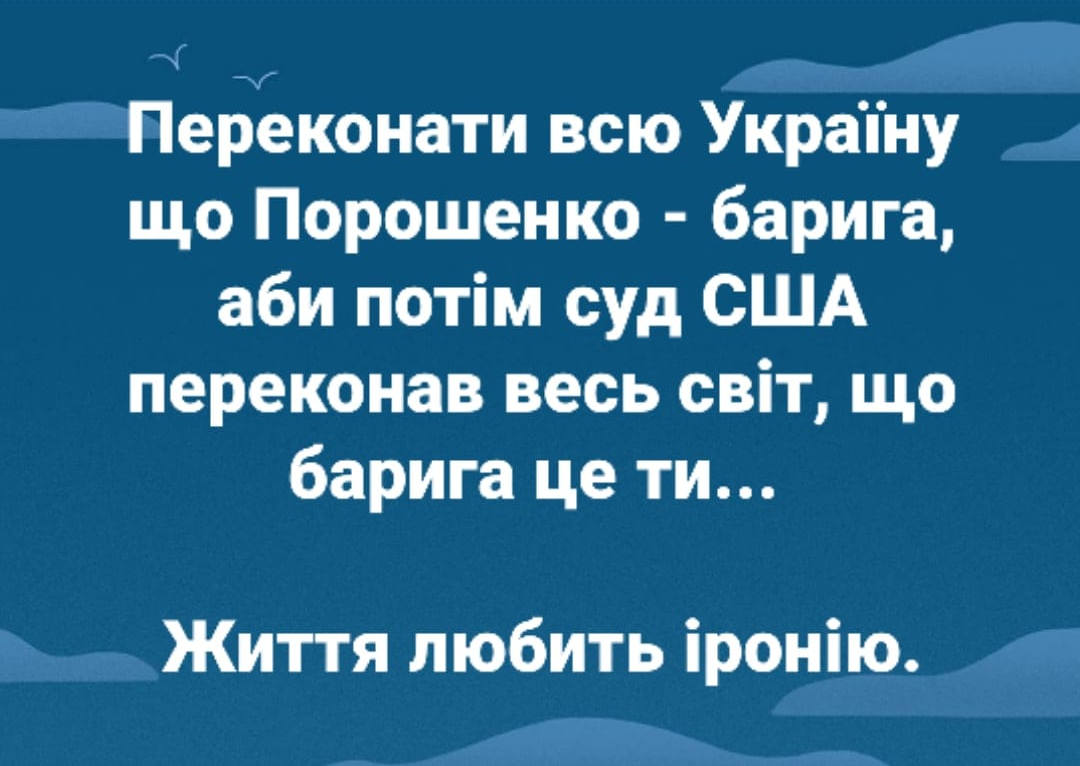 Переконати всю Україну
що Порошенко - барига,
аби потім суд США
переконав весь світ, що
барига це ти...
Життя любить іронію.